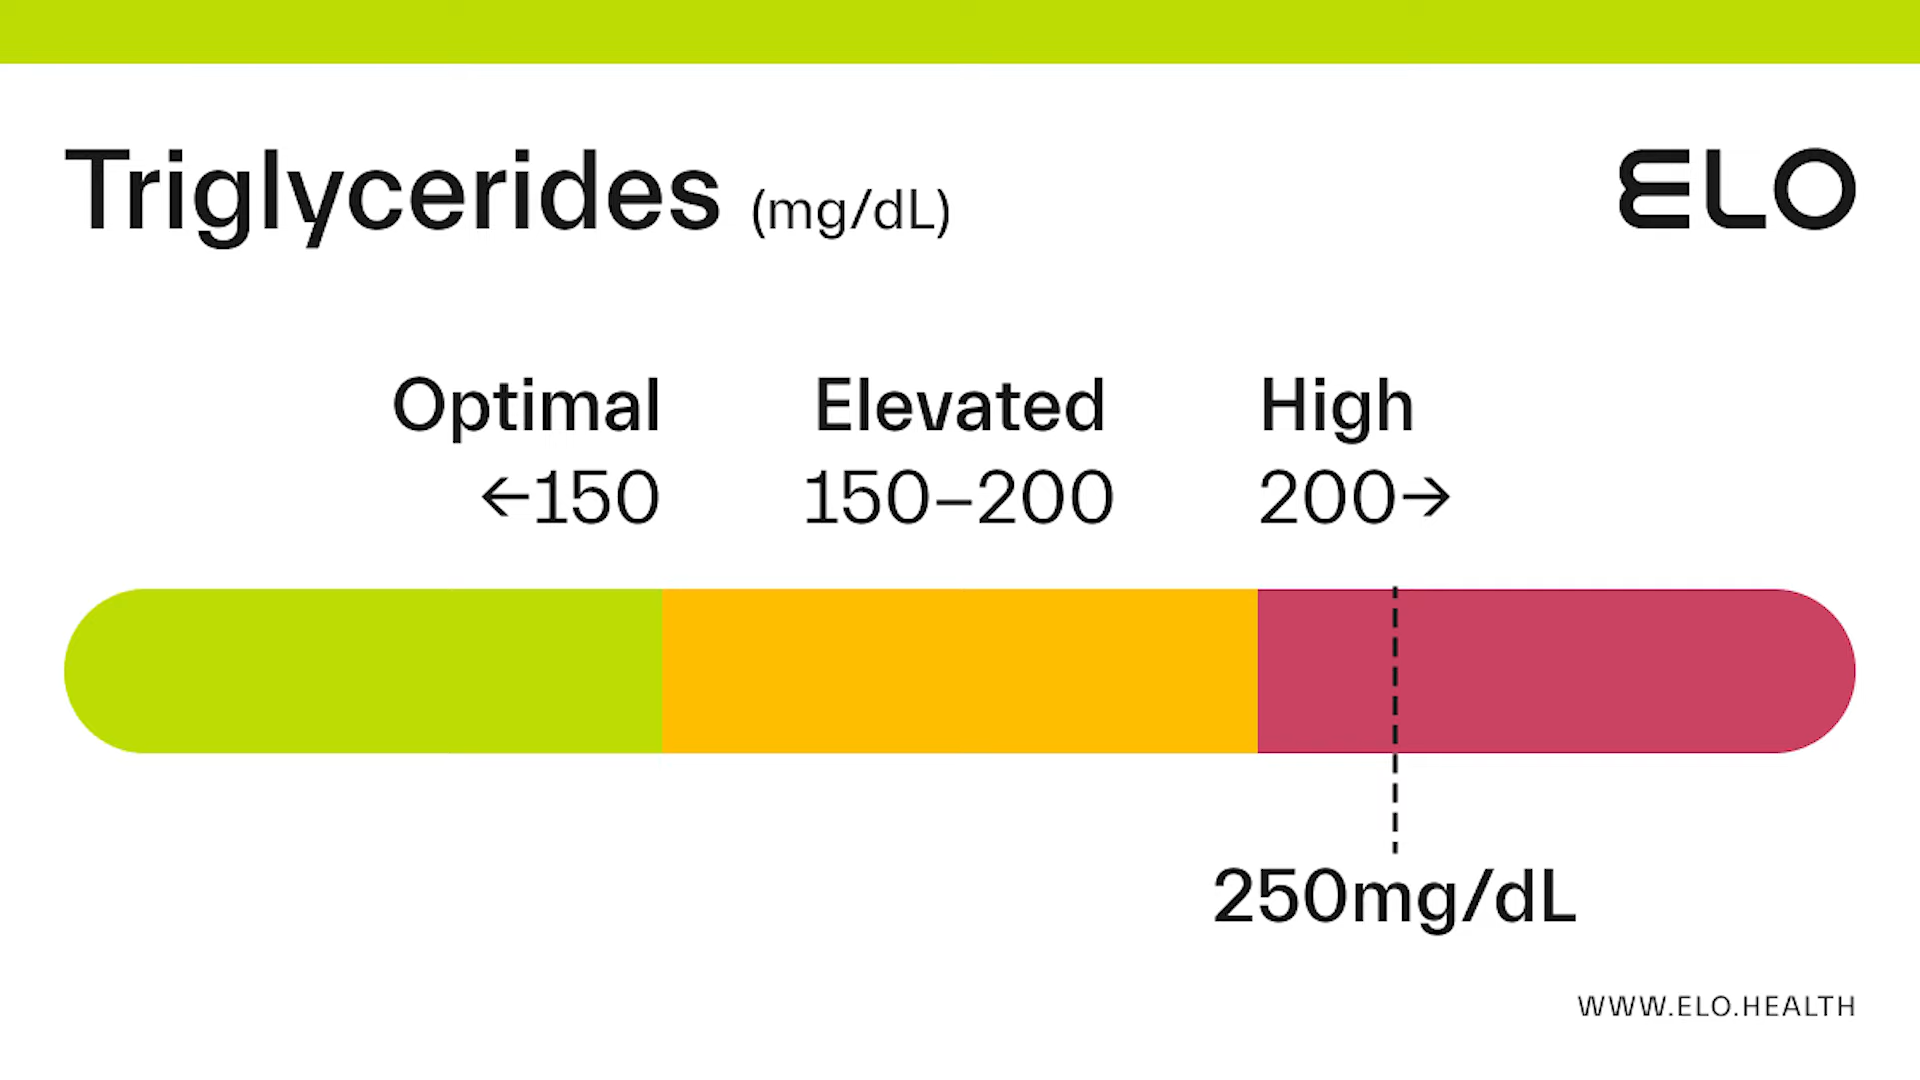 Triglycerides (mg/dL)
ELO
Optimal
←150
Elevated
150–200
High
200→
250mg/dL
WWW.ELO.HEALTH